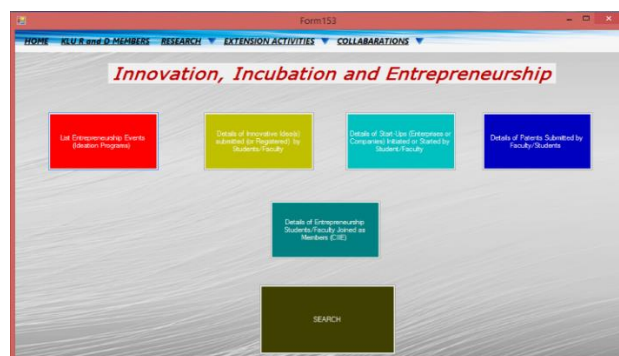 Form153
HOME KLU R and D MEMBERS RESEARCH EXTENSION ACTIVITIES COLLABARATIONS
Innovation, Incubation and Entrepreneurship
List Entrepreneurship Events
(Ideation Programs)
Details of Innovative Idea(s)
submitted (or Registered) by
Students/Faculty
Details of Start-Ups (Enterprises or
Companies) Initiated or Started by
Student/Faculty
Details of Patents Submitted by
Faculty/Students
Details of Entrepreneurship
Students/Faculty Joined as
Members (CIIE)
SEARCH